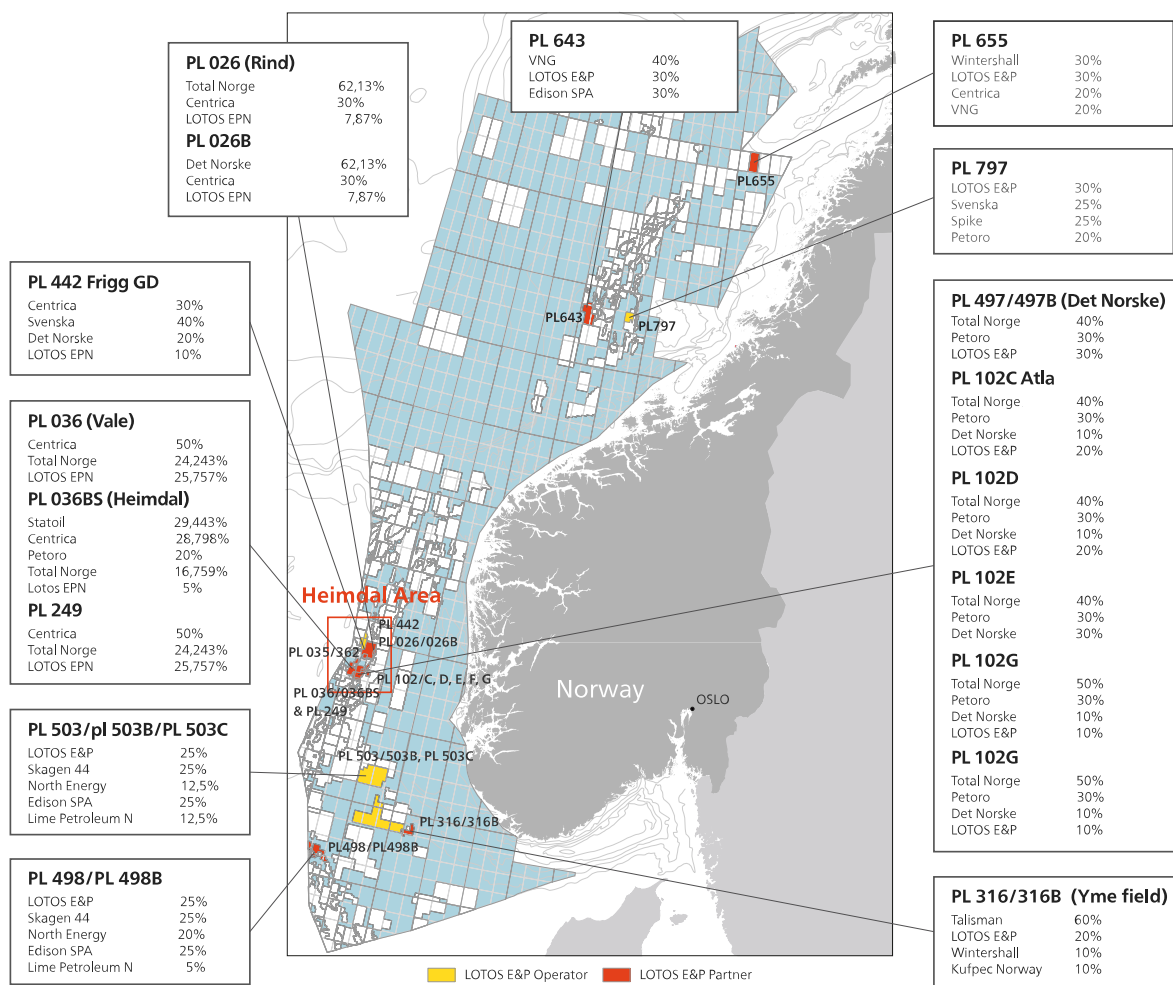 PL 026 (Rind)
Total Norge 62,13%
Centrica 30%
LOTOS EPN 7,87%
PL 026B
Det Norske 62,13%
Centrica 30%
LOTOS EPN 7,87%
PL 643
VNG 40%
LOTOS E&P 30%
Edison SPA 30%
PL 655
Wintershall 30%
LOTOS E&P 30%
Centrica 20%
VNG 20%
PL 797
LOTOS E&P 30%
Svenska 25%
Spike 25%
Petoro 20%
PL 442 Frigg GD
Centrica 30%
Svenska 40%
Det Norske 20%
LOTOS EPN 10%
PL 036 (Vale)
Centrica 50%
Total Norge 24,243%
LOTOS EPN 25,757%
PL 036BS (Heimdal)
Statoil 29,443%
Centrica 28,798%
Petoro 20%
Total Norge 16,759%
Lotos EPN 5%
PL 249
Centrica 50%
Total Norge 24,243%
LOTOS EPN 25,757%
PL 503/pl 503B/PL 503C
LOTOS E&P 25%
Skagen 44 25%
North Energy 12,5%
Edison SPA 25%
Lime Petroleum N 12,5%
PL 498/PL 498B
LOTOS E&P 25%
Skagen 44 25%
North Energy 20%
Edison SPA 25%
Lime Petroleum N 5%
PL655
PL643
PL797
Heimdal Area
PL 442
PL 026/026B
PL 035/362
PL 102/C, D, E, F, G
PL 036/036BS
& PL 249
Norway
OSLO
PL 503/503B, PL 503C
PL 316/316B
PL498/PL498B
PL 497/497B (Det Norske)
Total Norge 40%
Petoro 30%
LOTOS E&P 30%
PL 102C Atla
Total Norge 40%
Petoro 30%
Det Norske 10%
LOTOS E&P 20%
PL 102D
Total Norge 40%
Petoro 30%
Det Norske 10%
LOTOS E&P 20%
PL 102E
Total Norge 40%
Petoro 30%
Det Norske 30%
PL 102G
Total Norge 50%
Petoro 30%
Det Norske 10%
LOTOS E&P 10%
PL 102G
Total Norge 50%
Petoro 30%
Det Norske 10%
LOTOS E&P 10%
PL 316/316B (Yme field)
Talisman 60%
LOTOS E&P 20%
Wintershall 10%
Kufpec Norway 10%
LOTOS E&P Operator
LOTOS E&P Partner